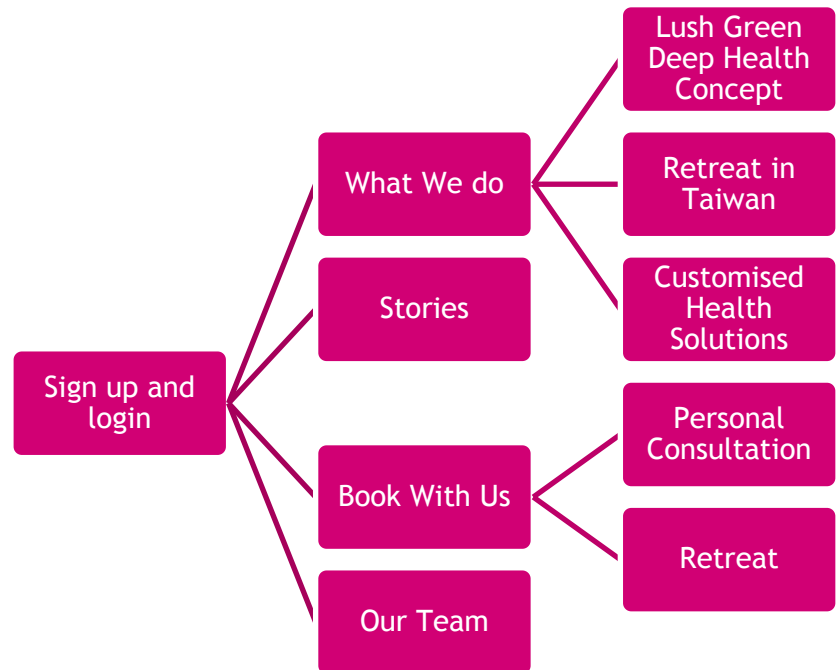 Sign up and
login
What We do
Lush Green
Deep Health
Concept
Retreat in
Taiwan
Customised
Health
Solutions
Stories
Book With Us
Personal
Consultation
Retreat
Our Team